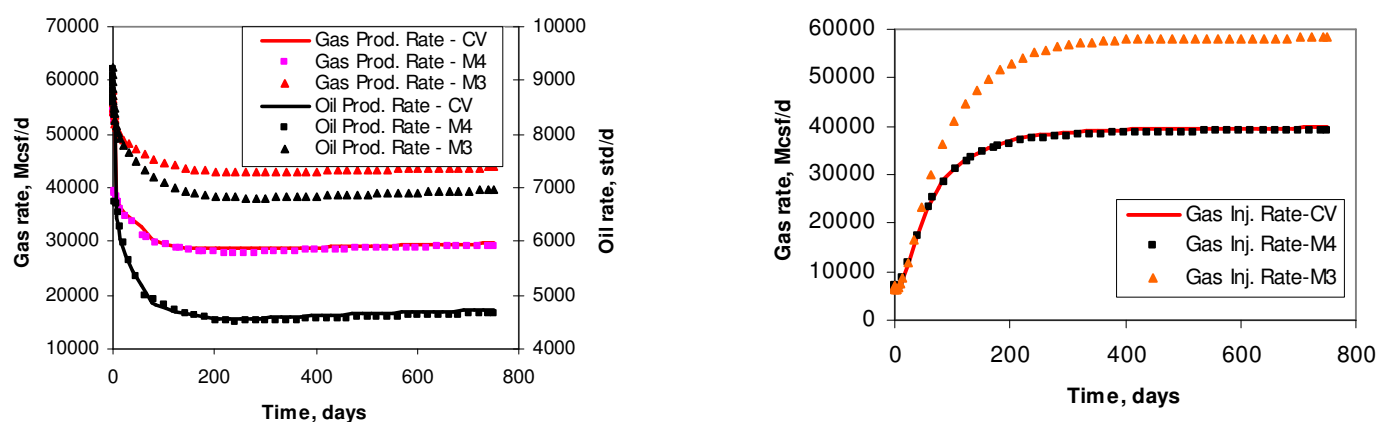 70000
60000
50000
40000
30000
20000
10000
Gas rate, Mcsf/d
10000
9000
8000
7000
6000
5000
4000
Oil rate, std/d
Gas Prod. Rate - CV
Gas Prod. Rate - M4
Gas Prod. Rate - M3
Oil Prod. Rate - CV
Oil Prod. Rate - M4
Oil Prod. Rate - M3
0 200 400 600 800
Time, days
60000
50000
40000
30000
20000
10000
0
Gas rate, Mcsf/d
Gas Inj. Rate-CV
Gas Inj. Rate-M4
Gas Inj. Rate-M3
0 200 400 600 800
Time, days